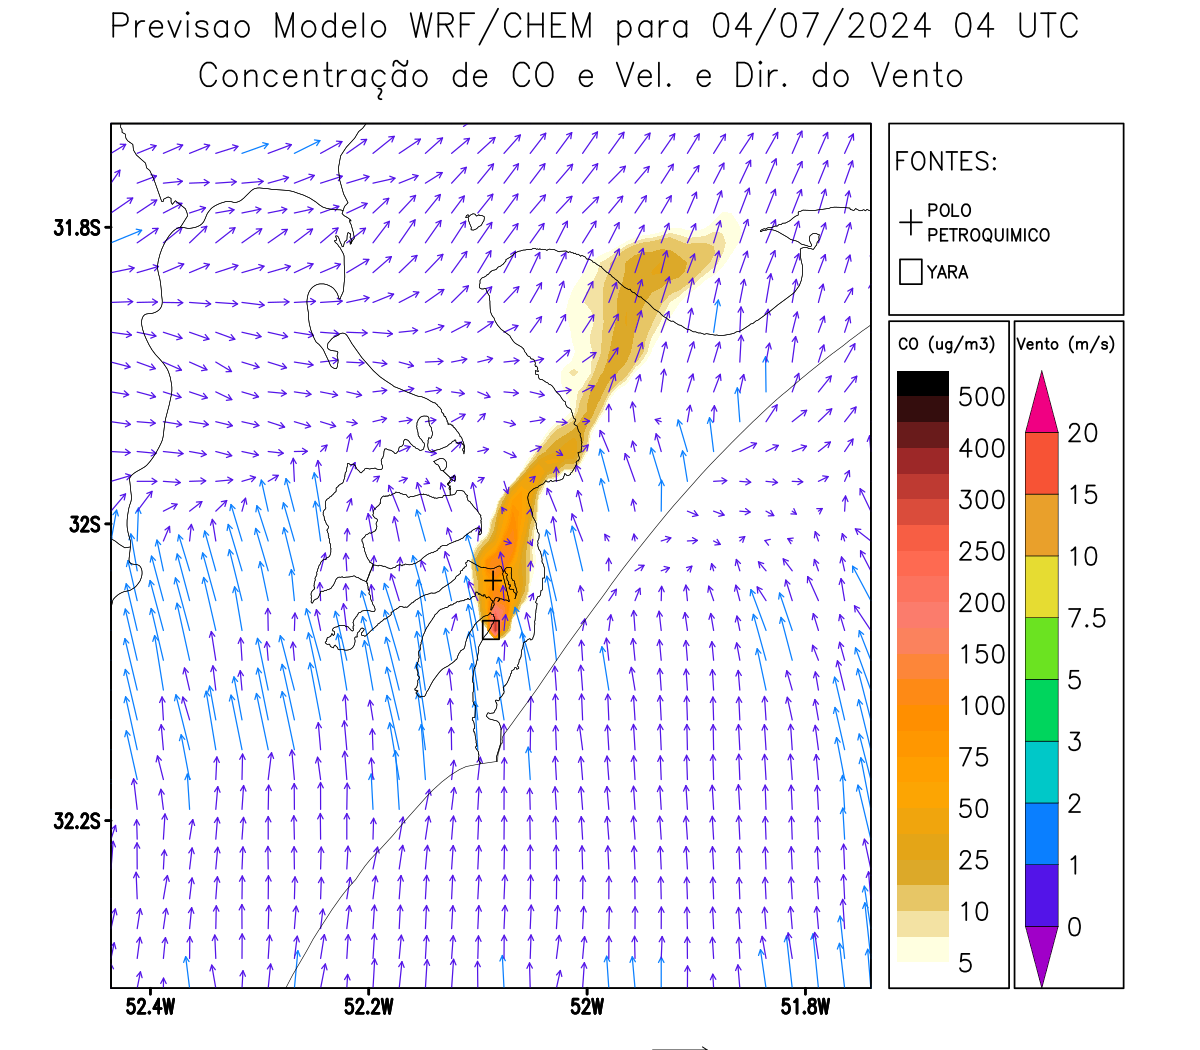 Previsao Modelo WRF/CHEM para 04/07/2024 04 UTC
Concentração de CO e Vel. e Dir. do Vento
FONTES:
POLO
PETROQUIMICO
YARA
CO (ug/m3)
500
400
300
250
200
150
100
75
50
25
10
5
Vento (m/s)
20
15
10
7.5
5
3
2
1
0
31.8S
32S
32.2S
52.4W
52.2W
52W
51.8W